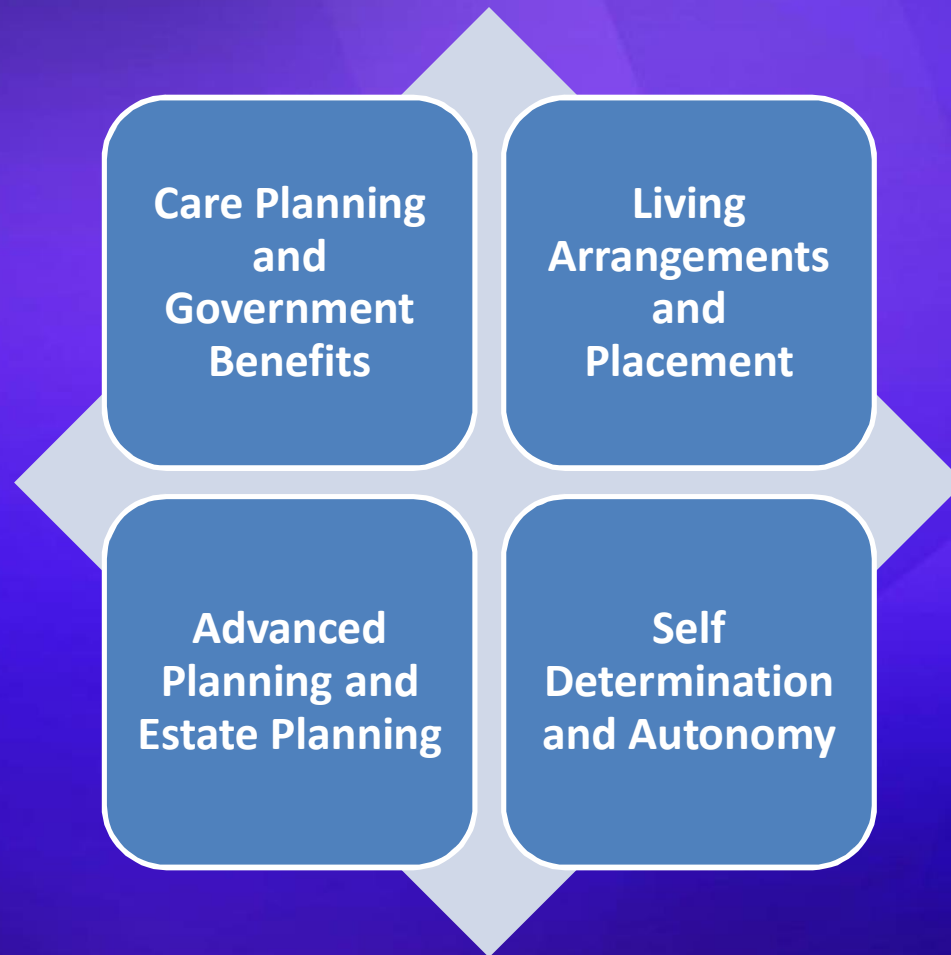 Care Planning
and
Government
Benefits
Living
Arrangements
and
Placement
Advanced
Planning and
Estate Planning
Self
Determination
and Autonomy